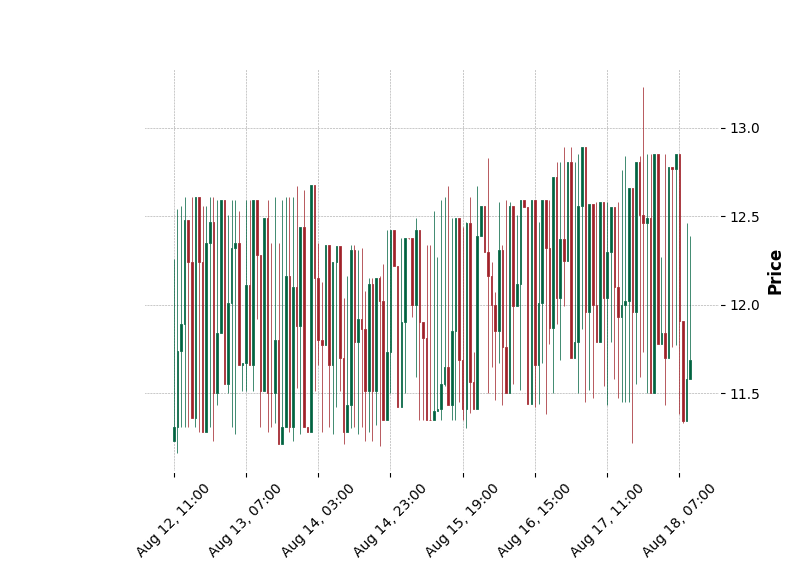 13.0
12.5
12.0
11.5
Price
Aug 12, 11:00
Aug 13, 07:00
Aug 14, 03:00
Aug 14, 23:00
Aug 15, 19:00
Aug 16, 15:00
Aug 17, 11:00
Aug 18, 07:00